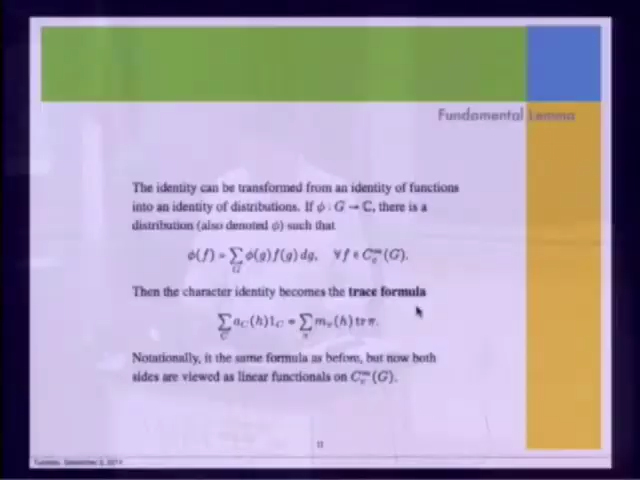 Fundamental Lemma
The identity can be transformed from an identity of functions
into an identity of distributions. If ϕ : G → ℂ, there is a
distribution (also denoted ϕ) such that
ϕ(f) = ∑_G ϕ(g)f(g) dg, ∀f ∈ C_c^∞(G).
Then the character identity becomes the trace formula
∑_C a_C(h)1_C = ∑_π m_π(h) tr π.
Notationally, it the same formula as before, but now both
sides are viewed as linear functionals on C_c^∞(G).